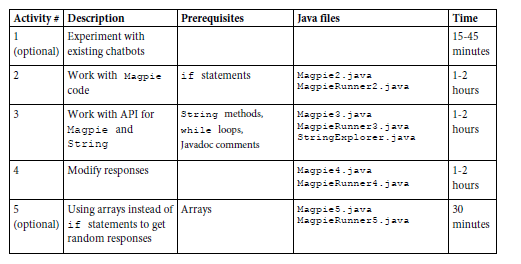 Activity # Description Prerequisites Java files Time
1 Experiment with 15-45
(optional) existing chatbots minutes
2 Work with Magpie if statements Magpie2.java 1-2
code MagpieRunner2.java hours
3 Work with API for String methods, Magpie3.java 1-2
Magpie and while loops, MagpieRunner3.java hours
String Javadoc comments StringExplorer.java
4 Modify responses Magpie4.java 1-2
MagpieRunner4.java hours
5 Using arrays instead of Arrays Magpie5.java 30
(optional) if statements to get MagpieRunner5.java minutes
random responses